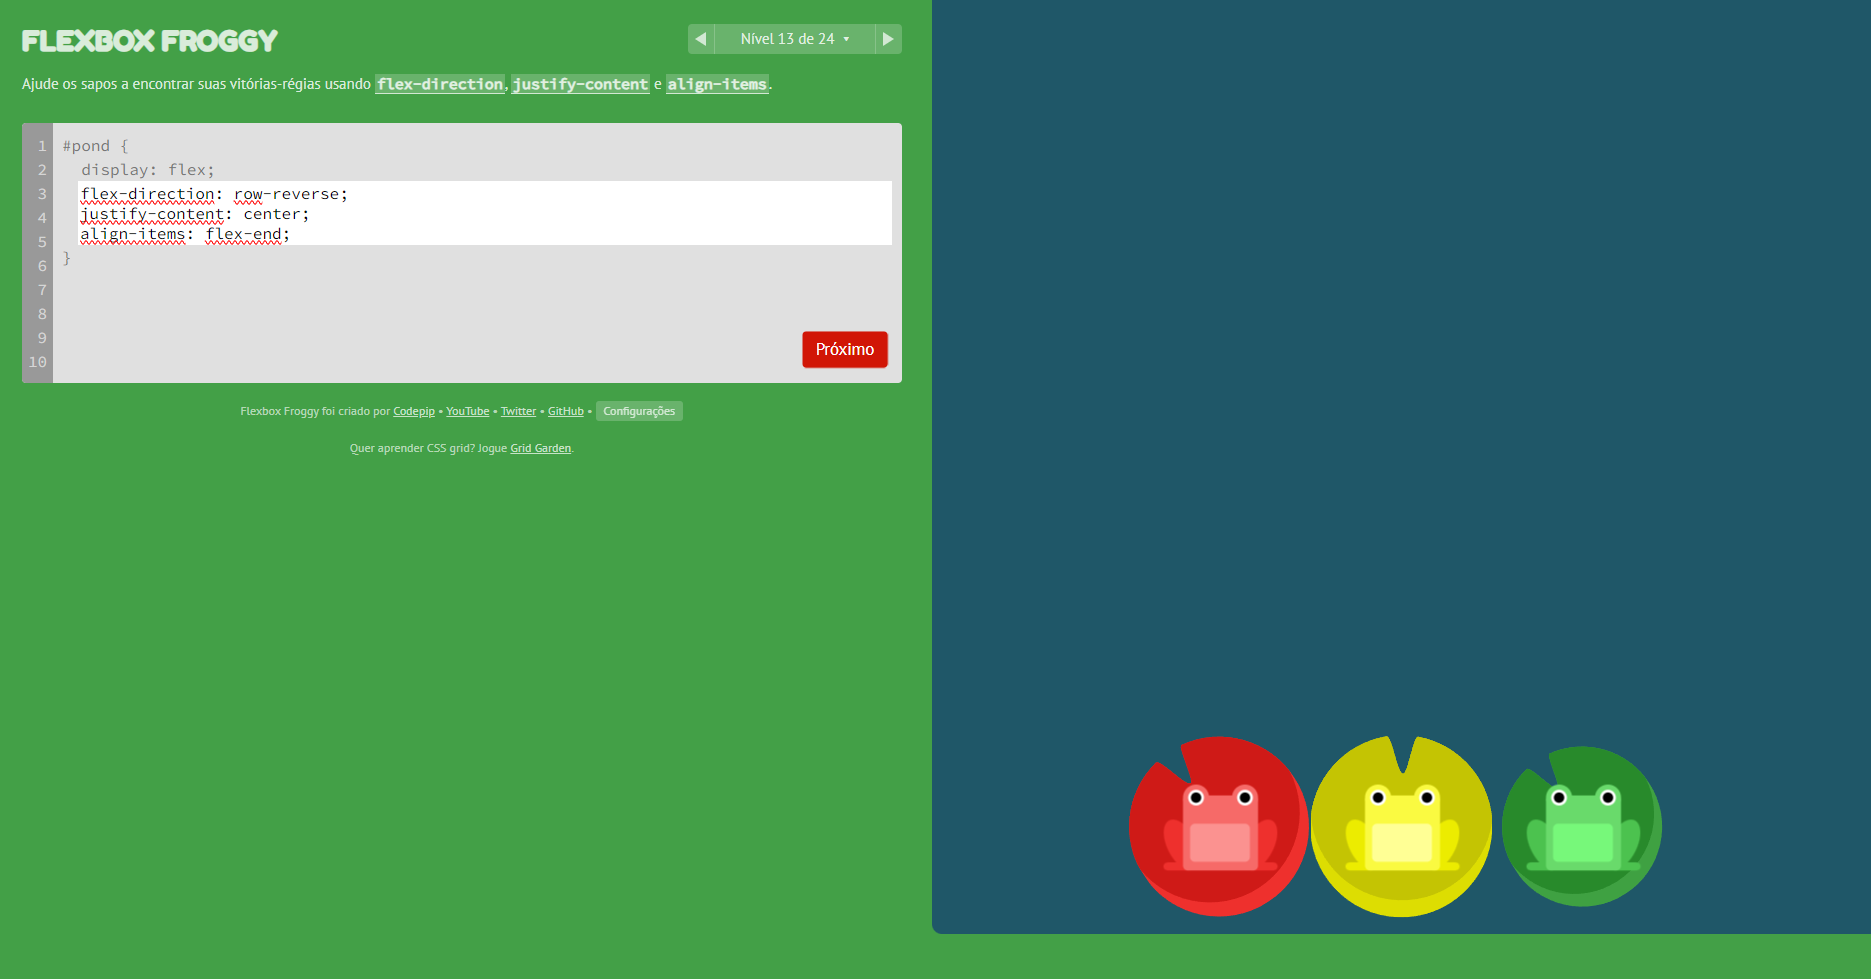 FLEXBOX FROGGY
◀ Nível 13 de 24 ▾ ▶
Ajude os sapos a encontrar suas vitórias-régias usando flex-direction, justify-content e align-items.
1 #pond {
2 display: flex;
3 flex-direction: row-reverse;
4 justify-content: center;
5 align-items: flex-end;
6 }
7
8
9
10
Próximo
Flexbox Froggy foi criado por Codepip • YouTube • Twitter • GitHub • Configurações
Quer aprender CSS grid? Jogue Grid Garden.